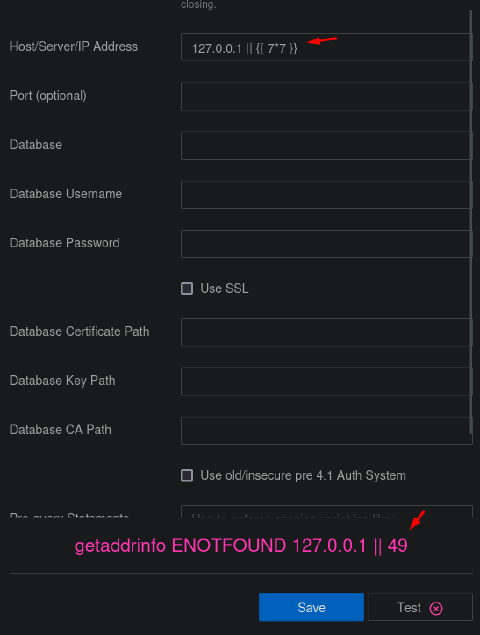 closing.
Host/Server/IP Address
127.0.0.1 || {{ 7*7 }}
Port (optional)
Database
Database Username
Database Password
Use SSL
Database Certificate Path
Database Key Path
Database CA Path
Use old/insecure pre 4.1 Auth System
Pre-query Statements
getaddrinfo ENOTFOUND 127.0.0.1 || 49
Save
Test